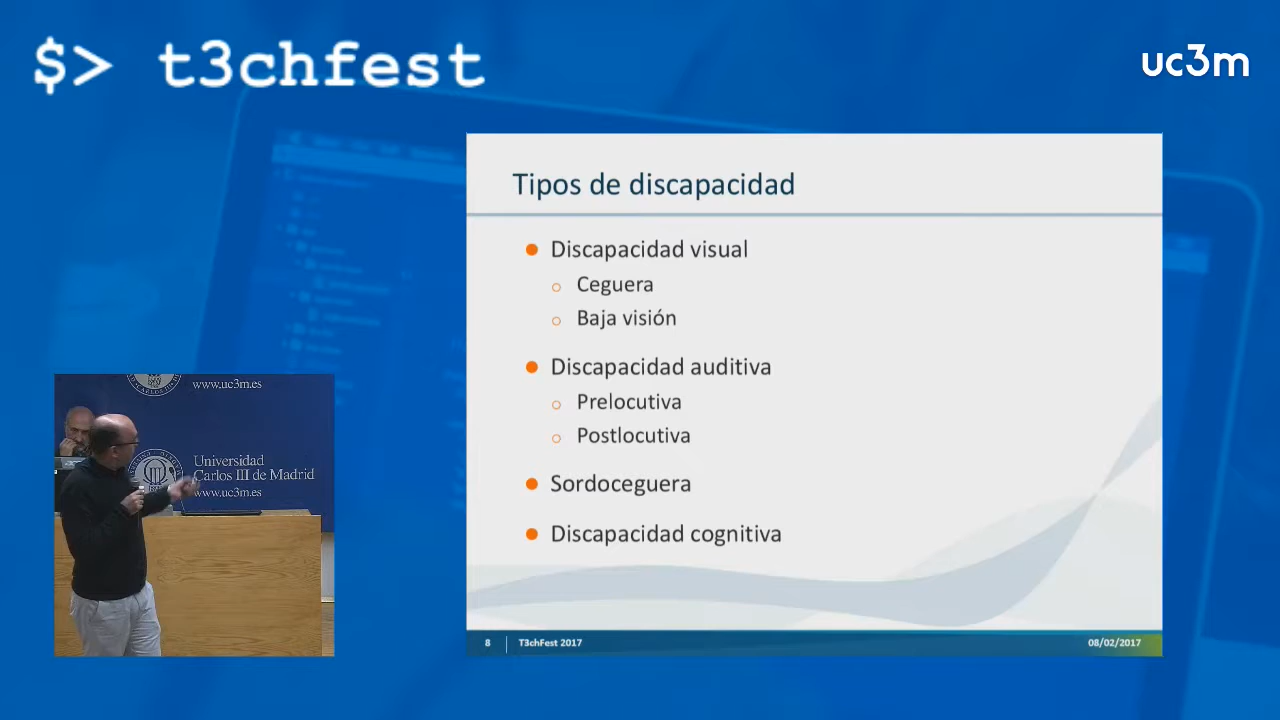 $> t3chfest
uc3m
Tipos de discapacidad
Discapacidad visual
Ceguera
Baja visión
Discapacidad auditiva
Prelocutiva
Postlocutiva
Sordoceguera
Discapacidad cognitiva
8
T3chFest 2017
08/02/2017
www.uc3m.es
Universidad
Carlos III de Madrid
www.uc3m.es